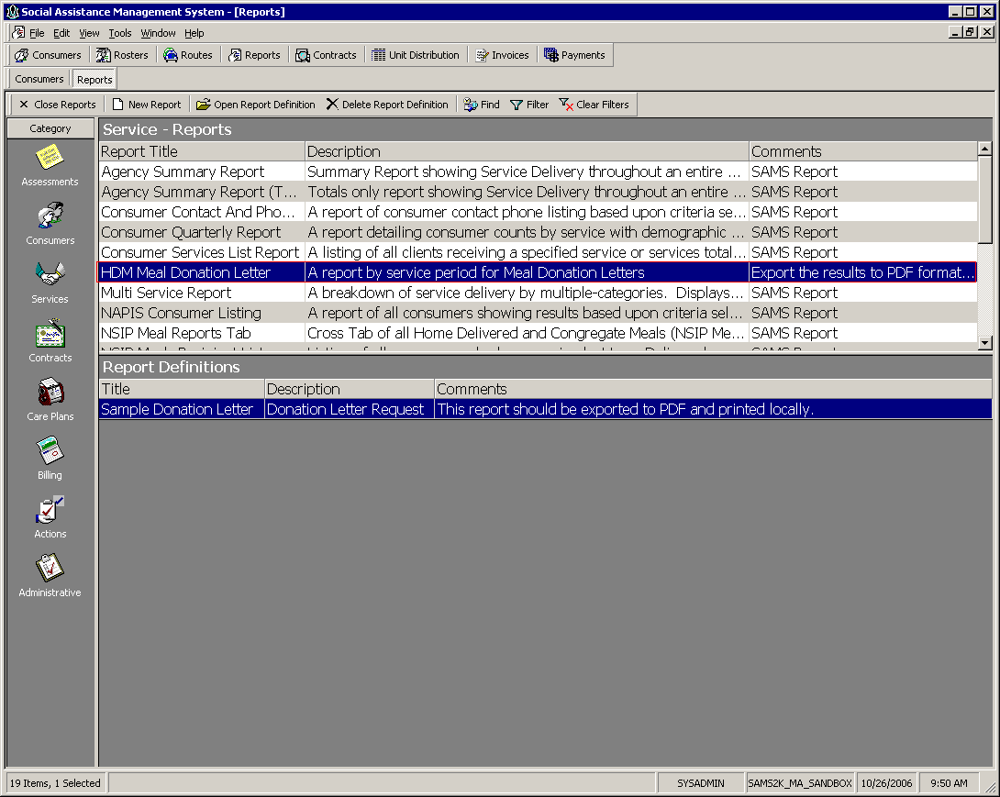 Social Assistance Management System - [Reports]
File Edit View Tools Window Help
Consumers Rosters Routes Reports Contracts Unit Distribution Invoices Payments
Consumers Reports
Close Reports New Report Open Report Definition Delete Report Definition Find Filter Clear Filters
Category
Assessments
Consumers
Services
Contracts
Care Plans
Billing
Actions
Administrative
Service - Reports
Report Title Description Comments
Agency Summary Report Summary Report showing Service Delivery throughout an entire ... SAMS Report
Agency Summary Report (T... Totals only report showing Service Delivery throughout an entire ... SAMS Report
Consumer Contact And Pho... A report of consumer contact phone listing based upon criteria se... SAMS Report
Consumer Quarterly Report A report detailing consumer counts by service with demographic ... SAMS Report
Consumer Services List Report A listing of all clients receiving a specified service or services total... SAMS Report
HDM Meal Donation Letter A report by service period for Meal Donation Letters Export the results to PDF format...
Multi Service Report A breakdown of service delivery by multiple-categories. Displays... SAMS Report
NAPIS Consumer Listing A report of all consumers showing results based upon criteria sel... SAMS Report
NSIP Meal Reports Tab Cross Tab of all Home Delivered and Congregate Meals (NSIP Me... SAMS Report
Report Definitions
Title Description Comments
Sample Donation Letter Donation Letter Request This report should be exported to PDF and printed locally.
19 Items, 1 Selected SYSADMIN SAMS2K_MA_SANDBOX 10/26/2006 9:50 AM